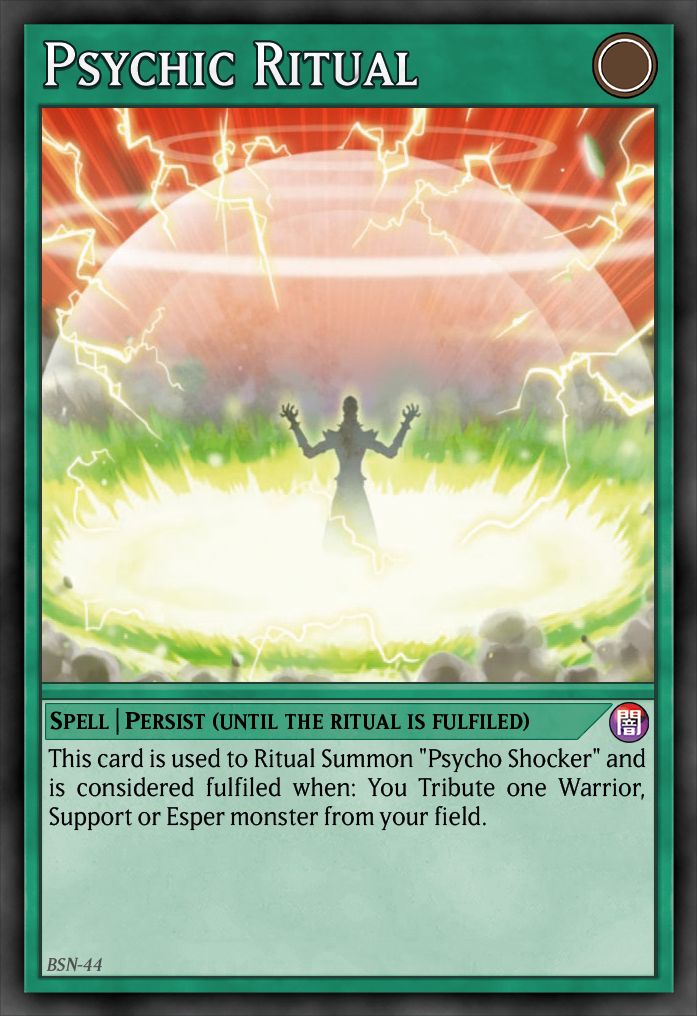 Psychic Ritual
Spell | Persist (until the ritual is fulfiled)
闇
This card is used to Ritual Summon "Psycho Shocker" and
is considered fulfiled when: You Tribute one Warrior,
Support or Esper monster from your field.
BSN-44